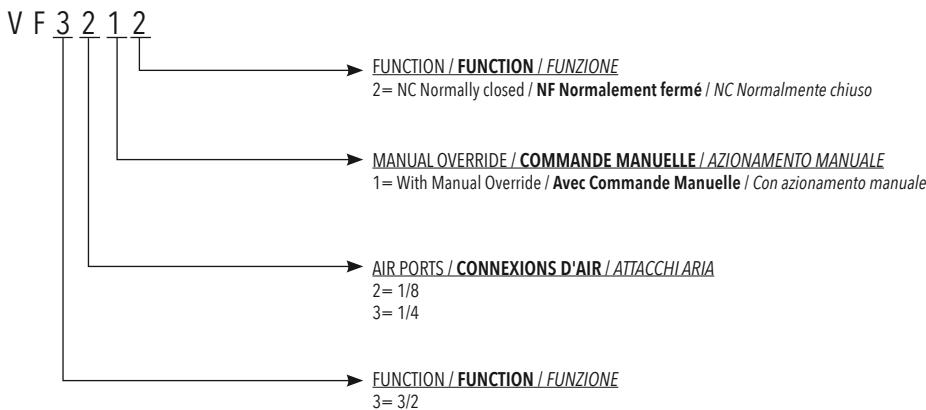 V F 3 2 1 2
FUNCTION / FUNCTION / FUNZIONE
2= NC Normally closed / NF Normalement fermé / NC Normalmente chiuso
MANUAL OVERRIDE / COMMANDE MANUELLE / AZIONAMENTO MANUALE
1= With Manual Override / Avec Commande Manuelle / Con azionamento manuale
AIR PORTS / CONNEXIONS D'AIR / ATTACCHI ARIA
2= 1/8
3= 1/4
FUNCTION / FUNCTION / FUNZIONE
3= 3/2